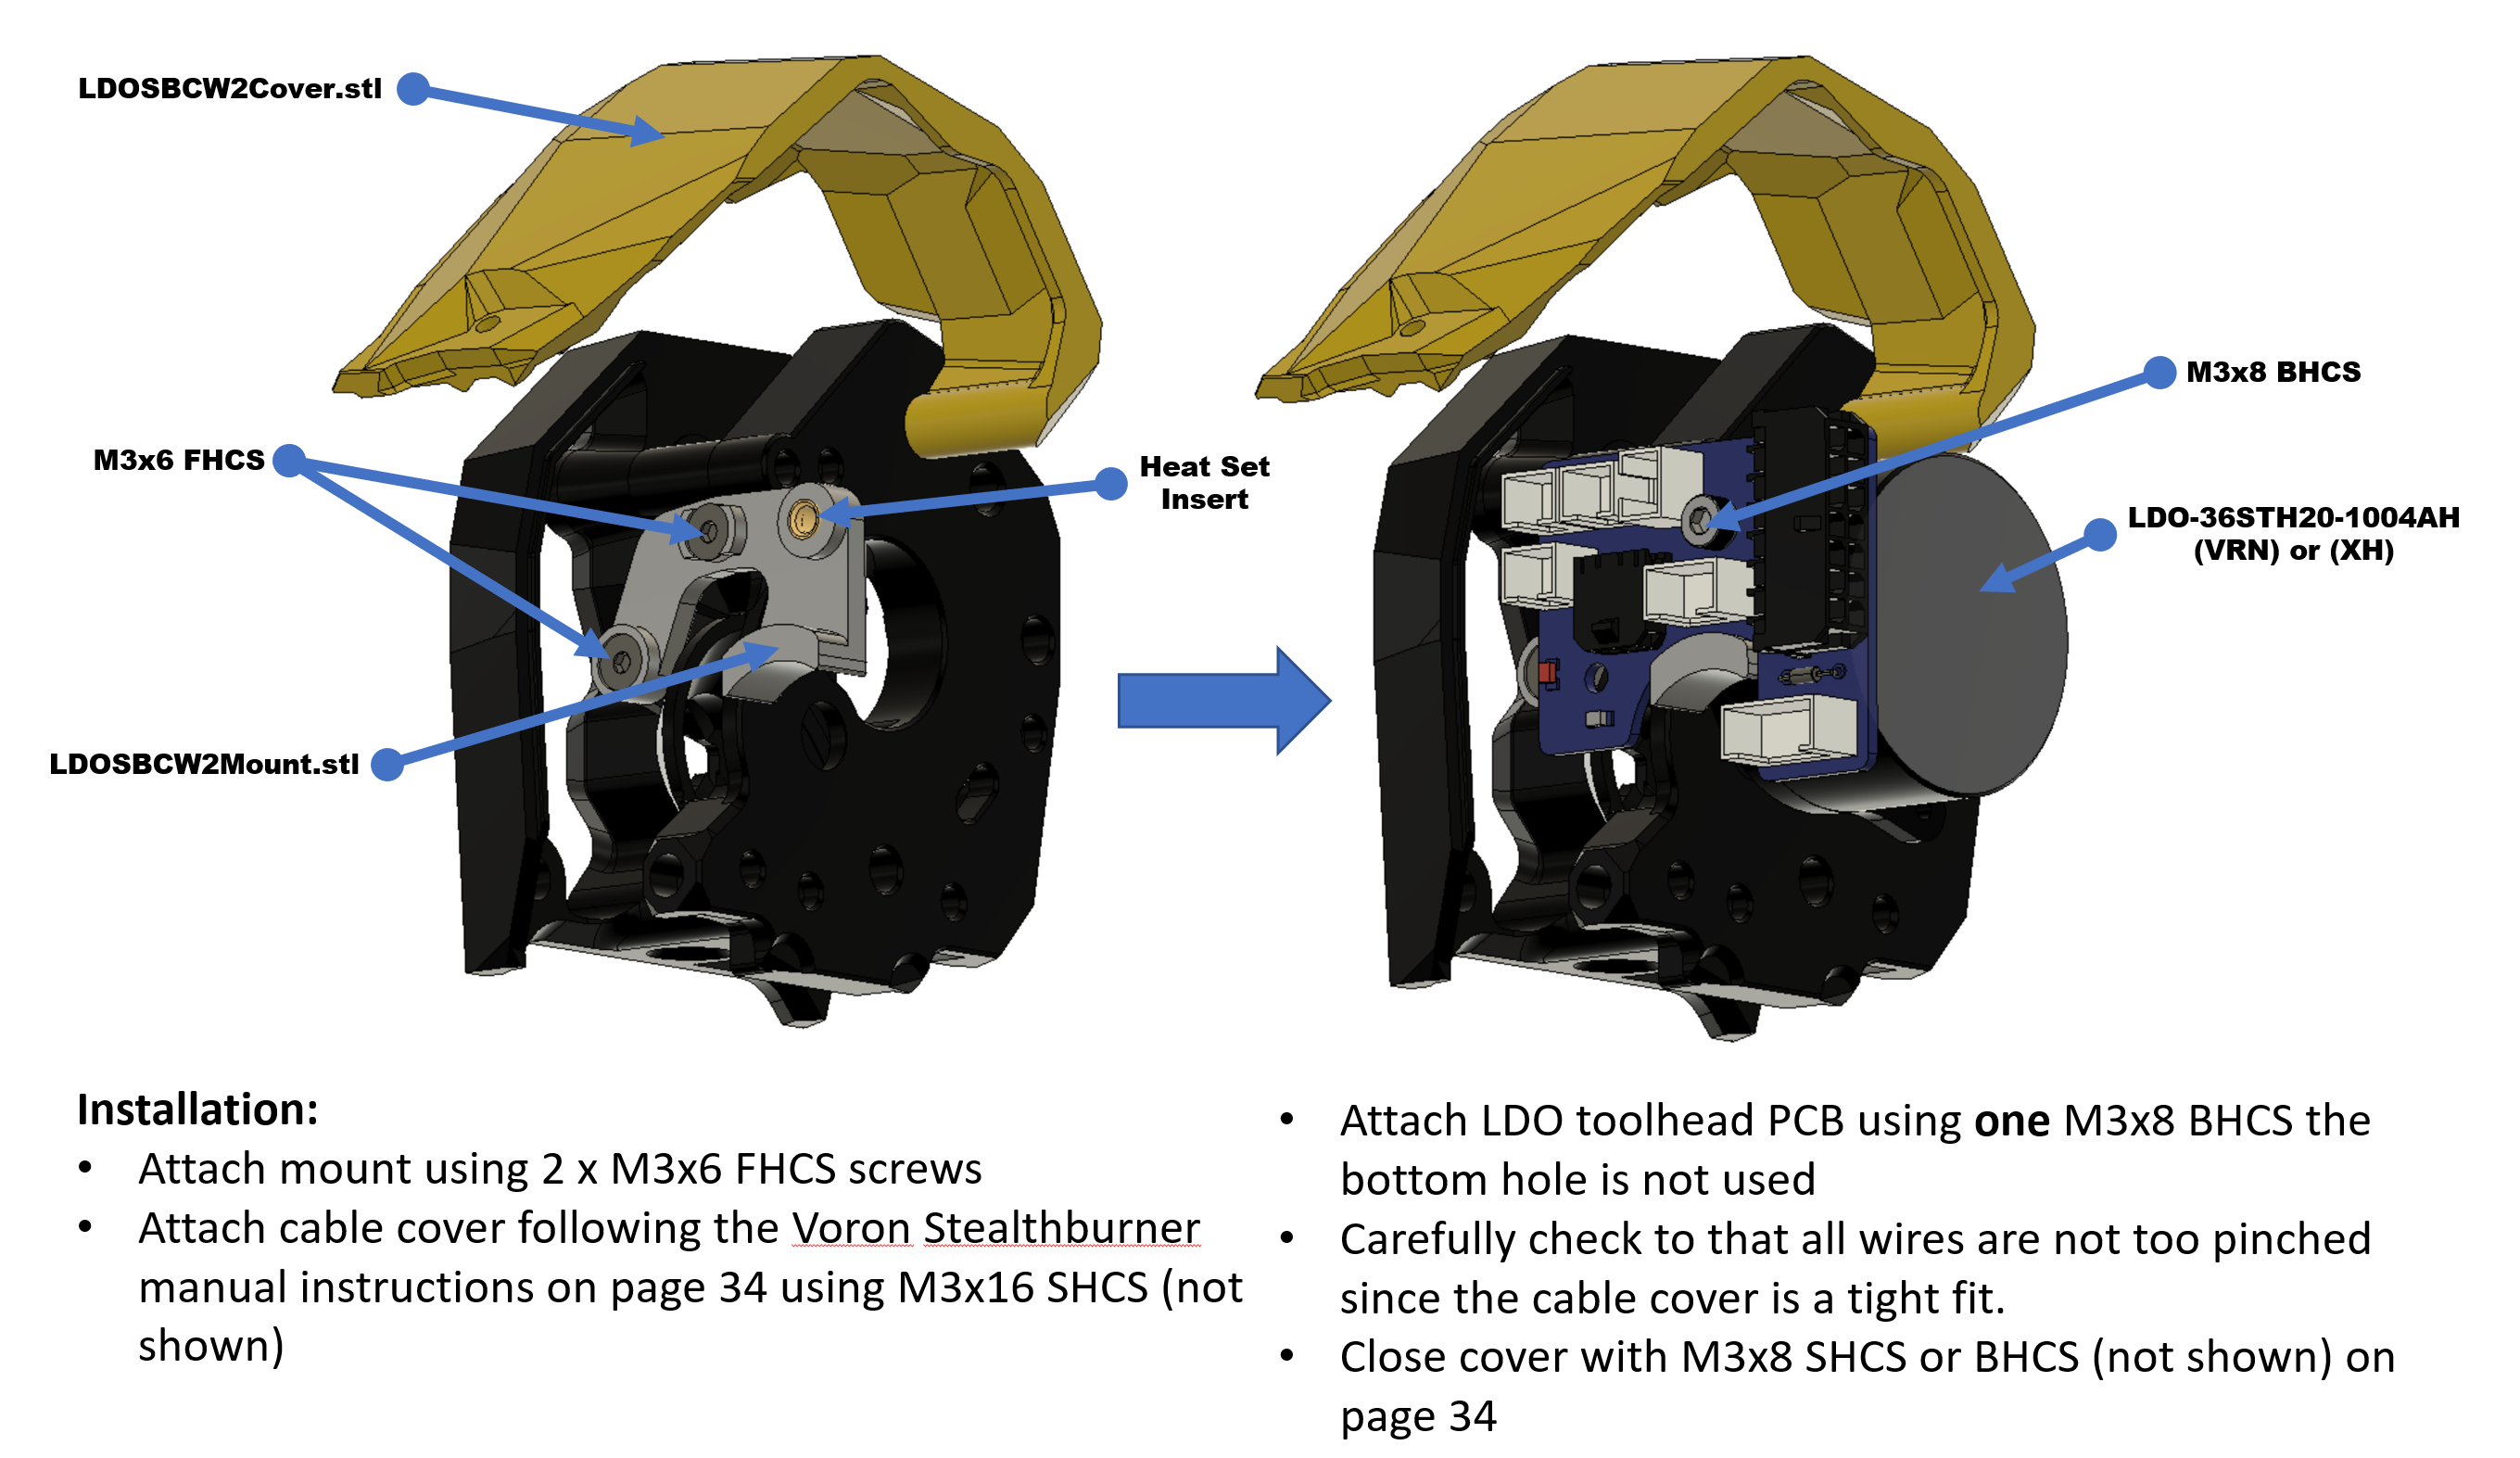 LDOSBCW2Cover.stl
M3x6 FHCS
Heat Set
Insert
LDOSBCW2Mount.stl
M3x8 BHCS
LDO-36STH20-1004AH
(VRN) or (XH)
Installation:
• Attach mount using 2 x M3x6 FHCS screws
• Attach cable cover following the Voron Stealthburner
manual instructions on page 34 using M3x16 SHCS (not
shown)
• Attach LDO toolhead PCB using one M3x8 BHCS the
bottom hole is not used
• Carefully check to that all wires are not too pinched
since the cable cover is a tight fit.
• Close cover with M3x8 SHCS or BHCS (not shown) on
page 34